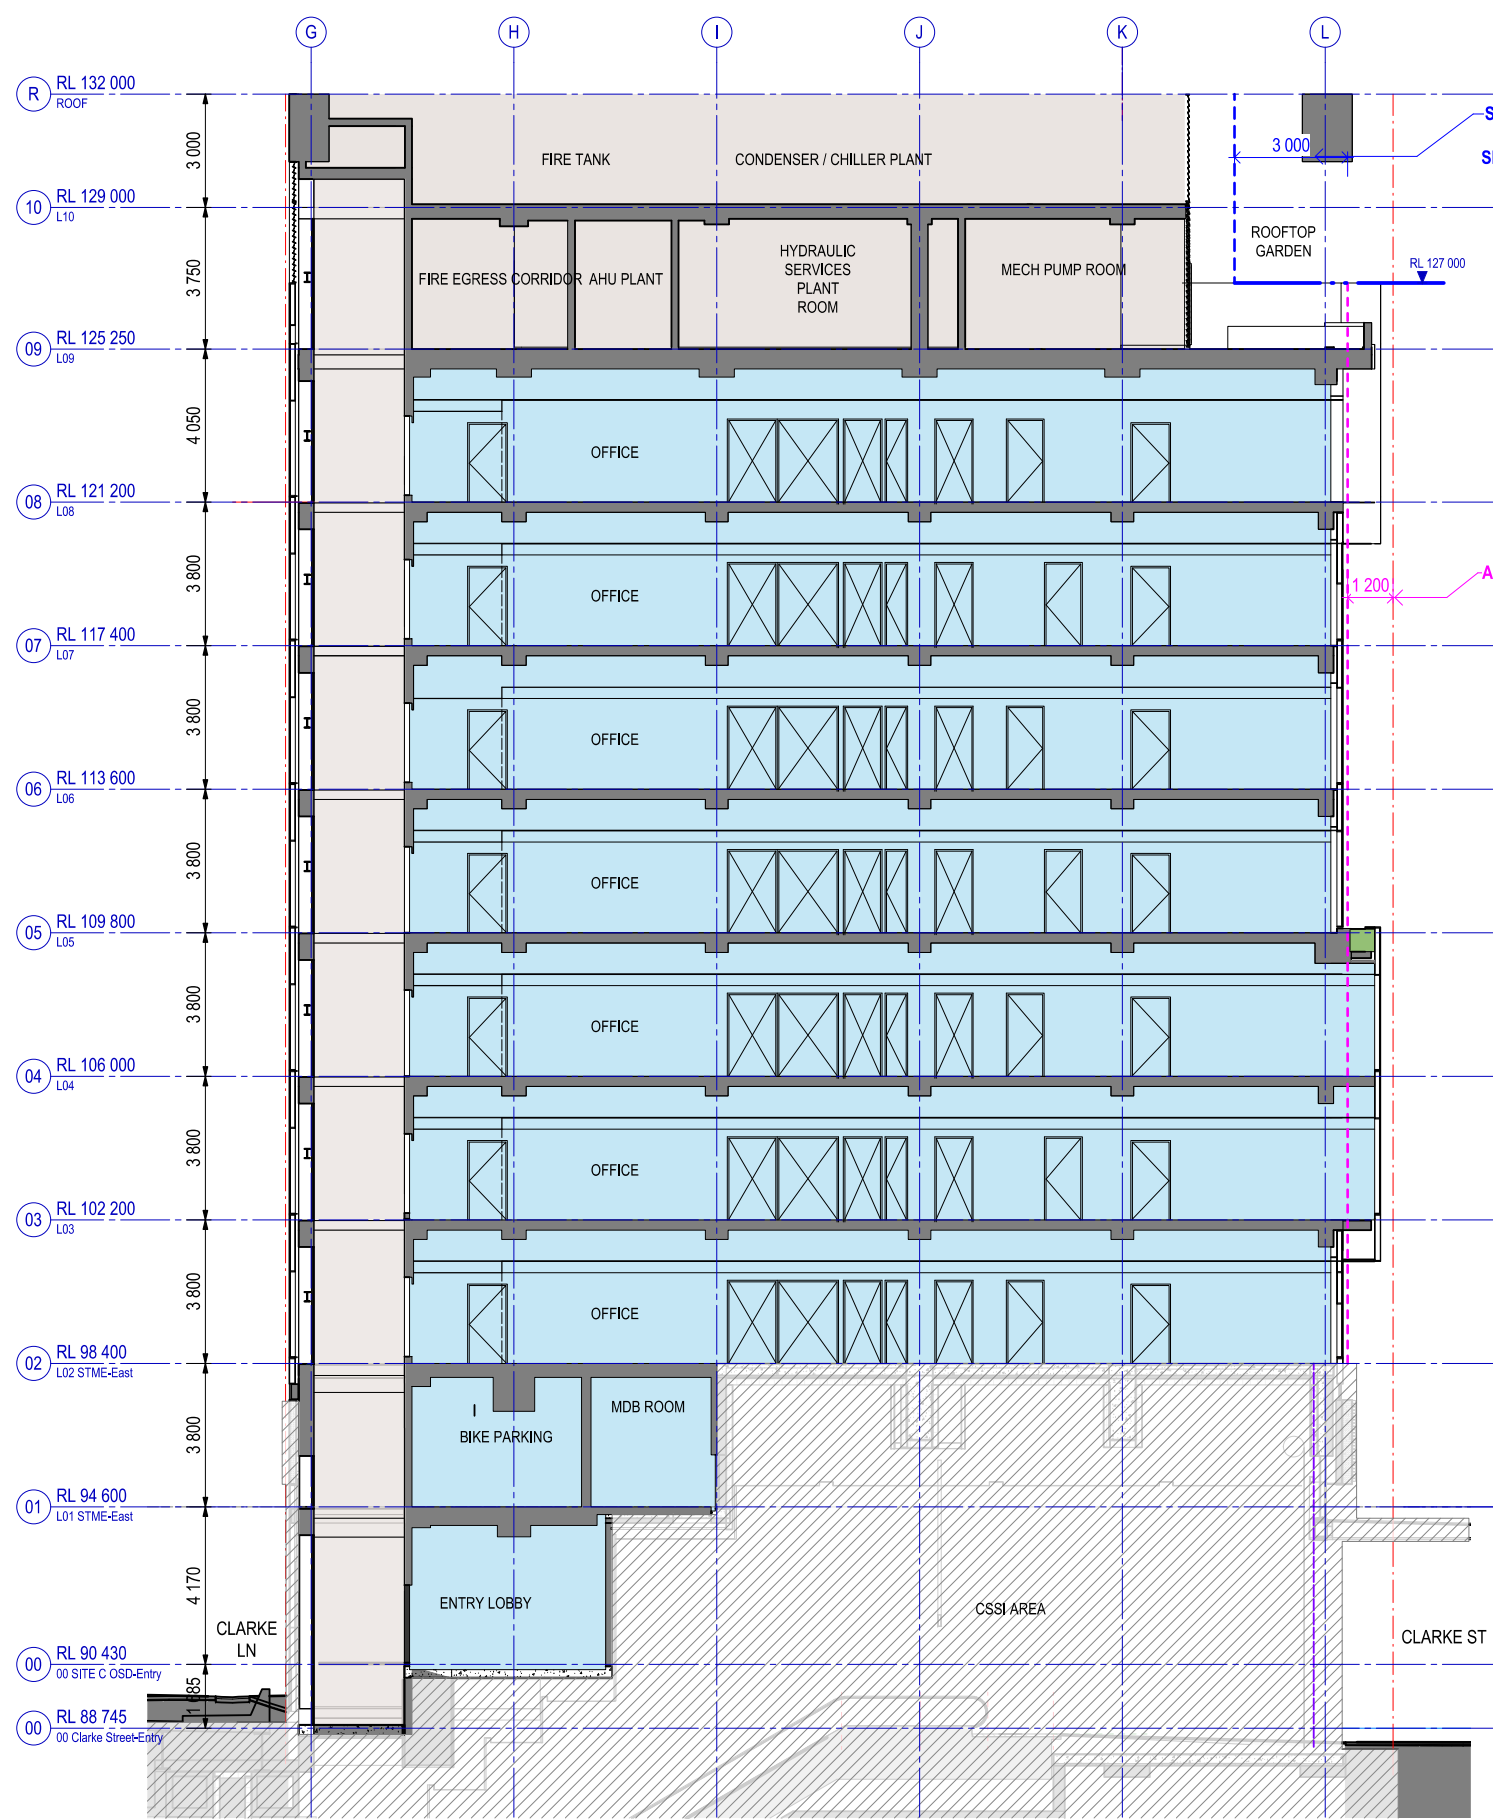 G
H
I
J
K
L
R
RL 132 000
ROOF
3 000
FIRE TANK
CONDENSER / CHILLER PLANT
3 000
S
SI
10
RL 129 000
L10
3 750
FIRE EGRESS CORRIDOR
AHU PLANT
HYDRAULIC
SERVICES
PLANT
ROOM
MECH PUMP ROOM
ROOFTOP
GARDEN
RL 127 000
09
RL 125 250
L09
4 050
OFFICE
08
RL 121 200
L08
3 800
OFFICE
1 200
A
07
RL 117 400
L07
3 800
OFFICE
06
RL 113 600
L06
3 800
OFFICE
05
RL 109 800
L05
3 800
OFFICE
04
RL 106 000
L04
3 800
OFFICE
03
RL 102 200
L03
3 800
OFFICE
02
RL 98 400
L02 STME-East
3 800
BIKE PARKING
MDB ROOM
01
RL 94 600
L01 STME-East
4 170
ENTRY LOBBY
CSSI AREA
CLARKE
LN
CLARKE ST
00
RL 90 430
00 SITE C OSD-Entry
1 685
00
RL 88 745
00 Clarke Street-Entry